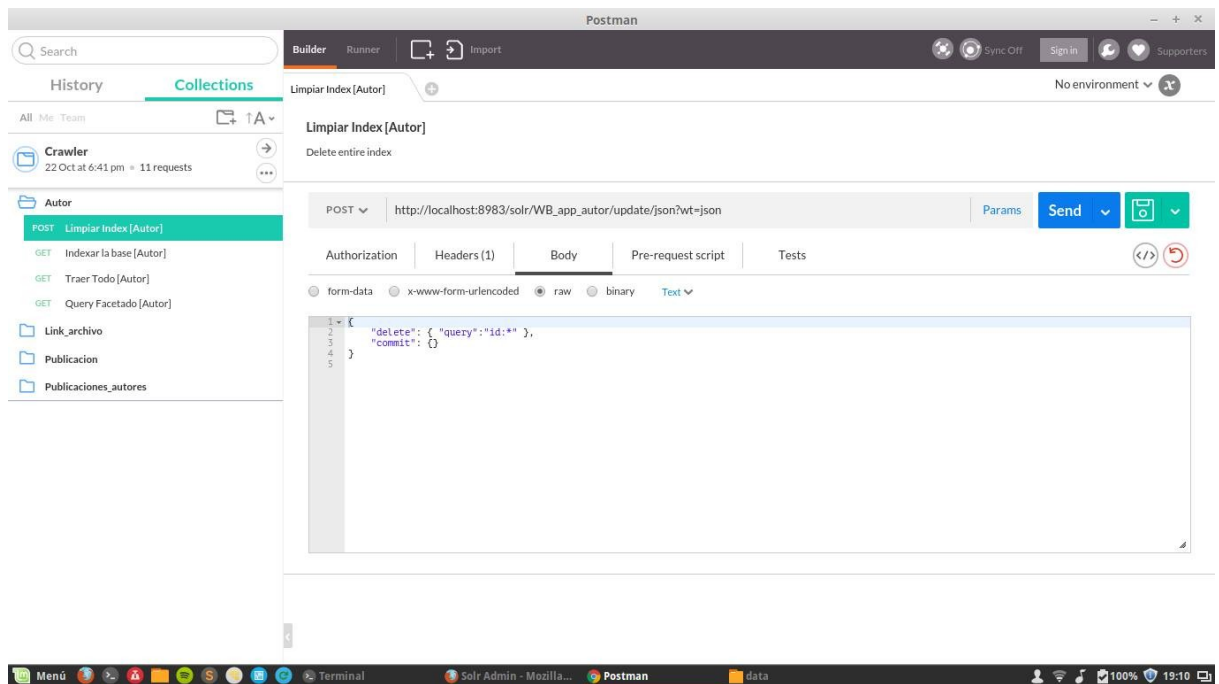 Postman
Search
Builder
Runner
Import
Sync Off
Sign in
Supporters
History
Collections
Limpiar Index [Autor]
No environment
All Me Team
Crawler
22 Oct at 6:41 pm
11 requests
Limpiar Index [Autor]
Delete entire index
Autor
POST Limpiar Index [Autor]
GET Indexar la base [Autor]
GET Traer Todo [Autor]
GET Query Facetado [Autor]
Link_archivo
Publicacion
Publicaciones_autores
POST
http://localhost:8983/solr/WB_app_autor/update/json?wt=json
Params
Send
Authorization
Headers (1)
Body
Pre-request script
Tests
form-data
x-www-form-urlencoded
raw
binary
Text
1 {
2 "delete": { "query":"id:*" },
3 "commit": {}
4 }
5
Menú
Terminal
Solr Admin - Mozilla...
Postman
data
100%
19:10